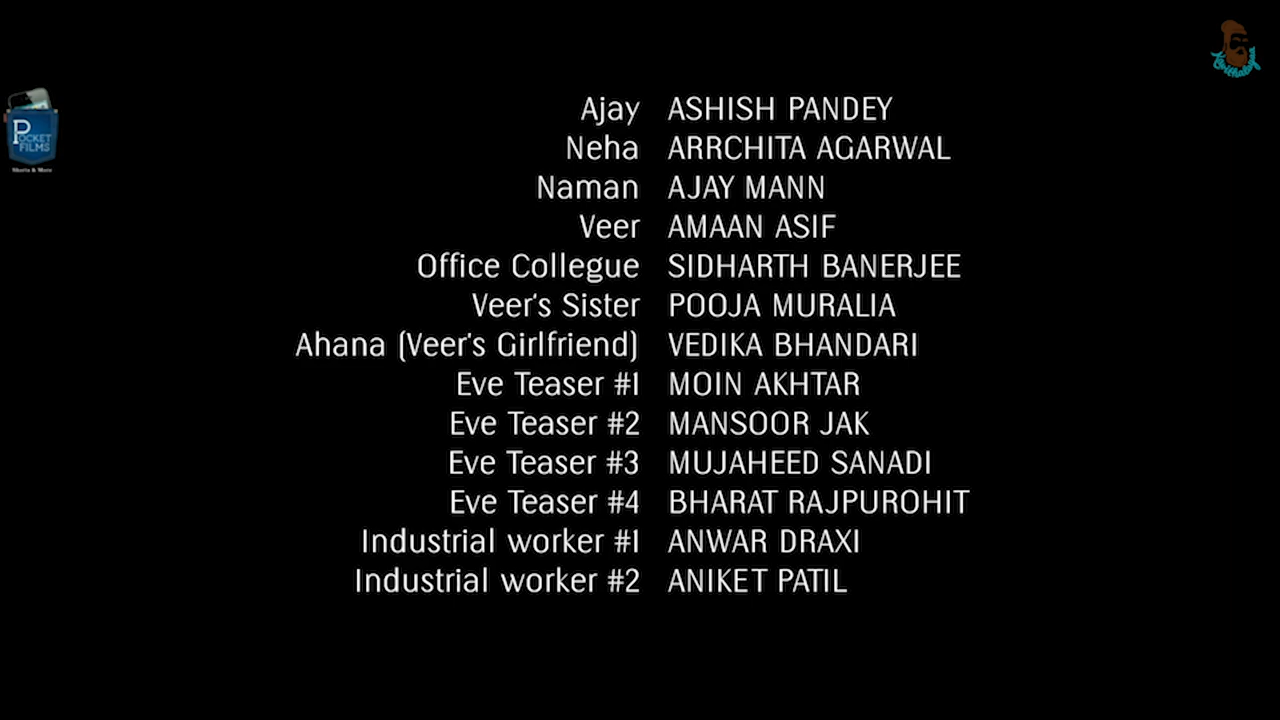 Ajay ASHISH PANDEY
Neha ARRCHITA AGARWAL
Naman AJAY MANN
Veer AMAAN ASIF
Office Collegue SIDHARTH BANERJEE
Veer's Sister POOJA MURALIA
Ahana (Veer's Girlfriend) VEDIKA BHANDARI
Eve Teaser #1 MOIN AKHTAR
Eve Teaser #2 MANSOOR JAK
Eve Teaser #3 MUJAHEED SANADI
Eve Teaser #4 BHARAT RAJPUROHIT
Industrial worker #1 ANWAR DRAXI
Industrial worker #2 ANIKET PATIL
POCKET
FILMS
Shorts & More